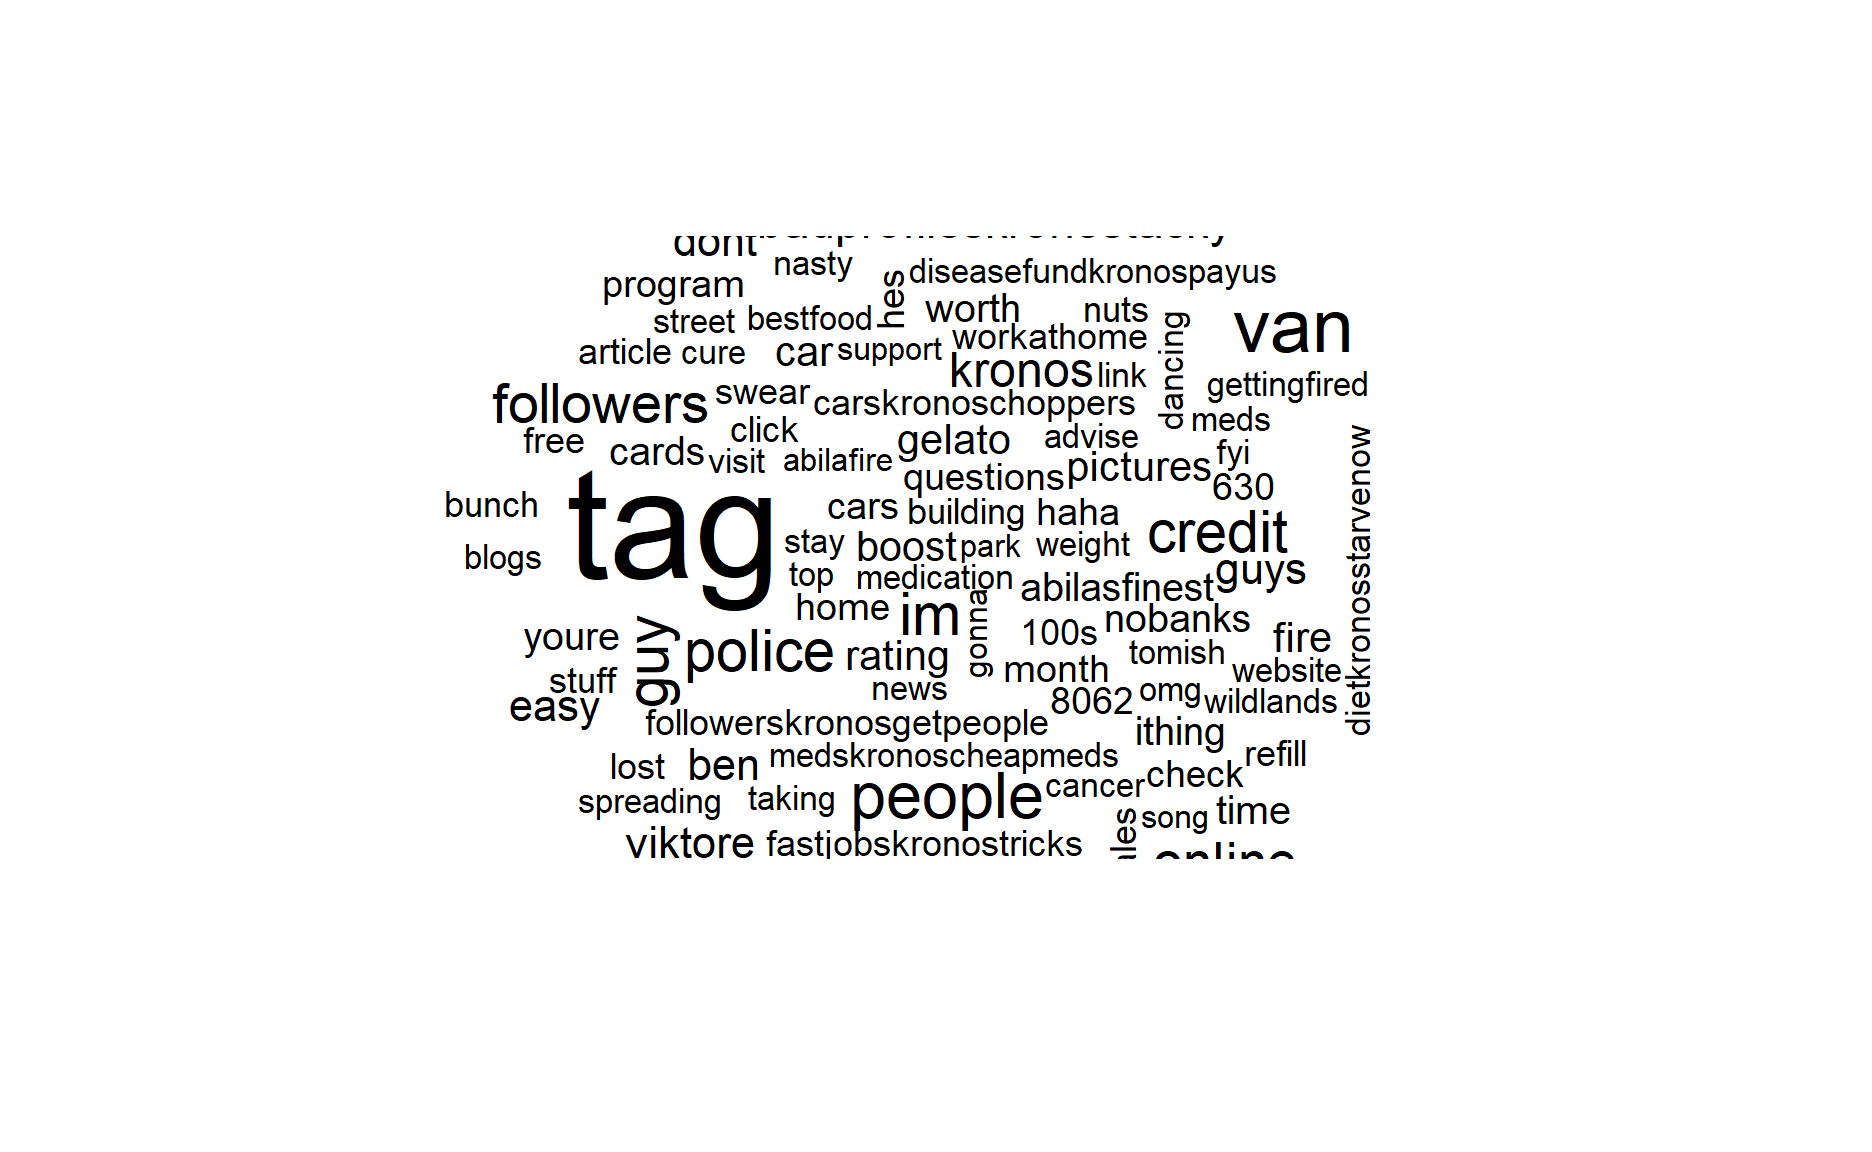 dont
nasty
hes
diseasefundkronospayus
program
worth
nuts
street
bestfood
workathome
dancing
van
article
cure
car
support
kronos
link
gettingfired
followers
swear
carskronoschoppers
meds
free
cards
click
visit
abilafire
gelato
advise
fyi
questions
pictures
630
dietkronosstarvenow
bunch
tag
cars
building
haha
credit
blogs
stay
boost
park
weight
guys
top
medication
abilasfinest
home
im
gonna
100s
nobanks
fire
youre
guy
police
rating
month
tomish
website
stuff
news
8062
omg
wildlands
easy
followerskronosgetpeople
ithing
lost
ben
medskronoscheapmeds
refill
spreading
taking
people
cancer
check
song
time
viktore
fastjobskronostricks
online